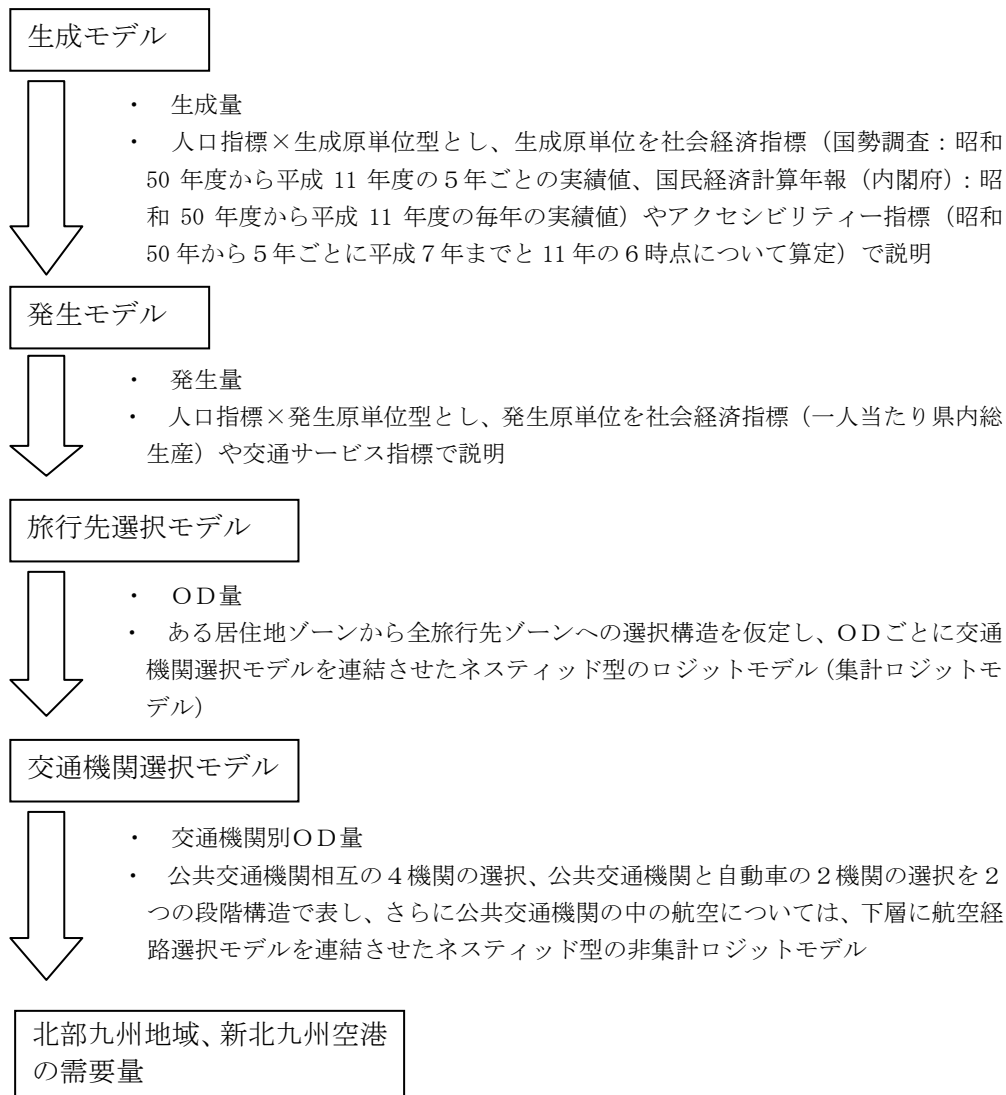 生成モデル
・　生成量
・　人口指標×生成原単位型とし、生成原単位を社会経済指標（国勢調査：昭和
50 年度から平成 11 年度の５年ごとの実績値、国民経済計算年報（内閣府）：昭
和 50 年度から平成 11 年度の毎年の実績値）やアクセシビリティー指標（昭和
50 年から５年ごとに平成７年までと 11 年の６時点について算定）で説明
発生モデル
・　発生量
・　人口指標×発生原単位型とし、発生原単位を社会経済指標（一人当たり県内総
生産）や交通サービス指標で説明
旅行先選択モデル
・　ＯＤ量
・　ある居住地ゾーンから全旅行先ゾーンへの選択構造を仮定し、ＯＤごとに交通
機関選択モデルを連結させたネスティッド型のロジットモデル（集計ロジットモ
デル）
交通機関選択モデル
・　交通機関別ＯＤ量
・　公共交通機関相互の４機関の選択、公共交通機関と自動車の２機関の選択を２
つの段階構造で表し、さらに公共交通機関の中の航空については、下層に航空経
路選択モデルを連結させたネスティッド型の非集計ロジットモデル
北部九州地域、新北九州空港
の需要量